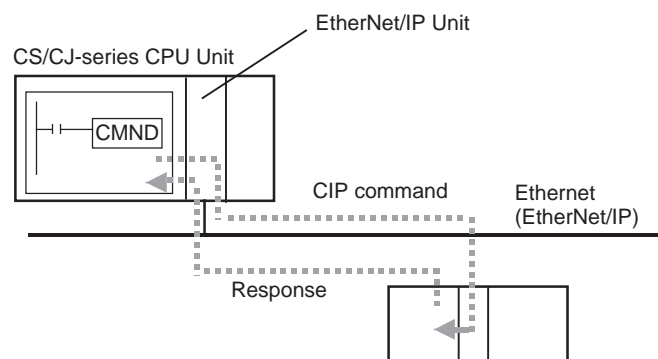 EtherNet/IP Unit
CS/CJ-series CPU Unit
CMND
CIP command
Ethernet
(EtherNet/IP)
Response